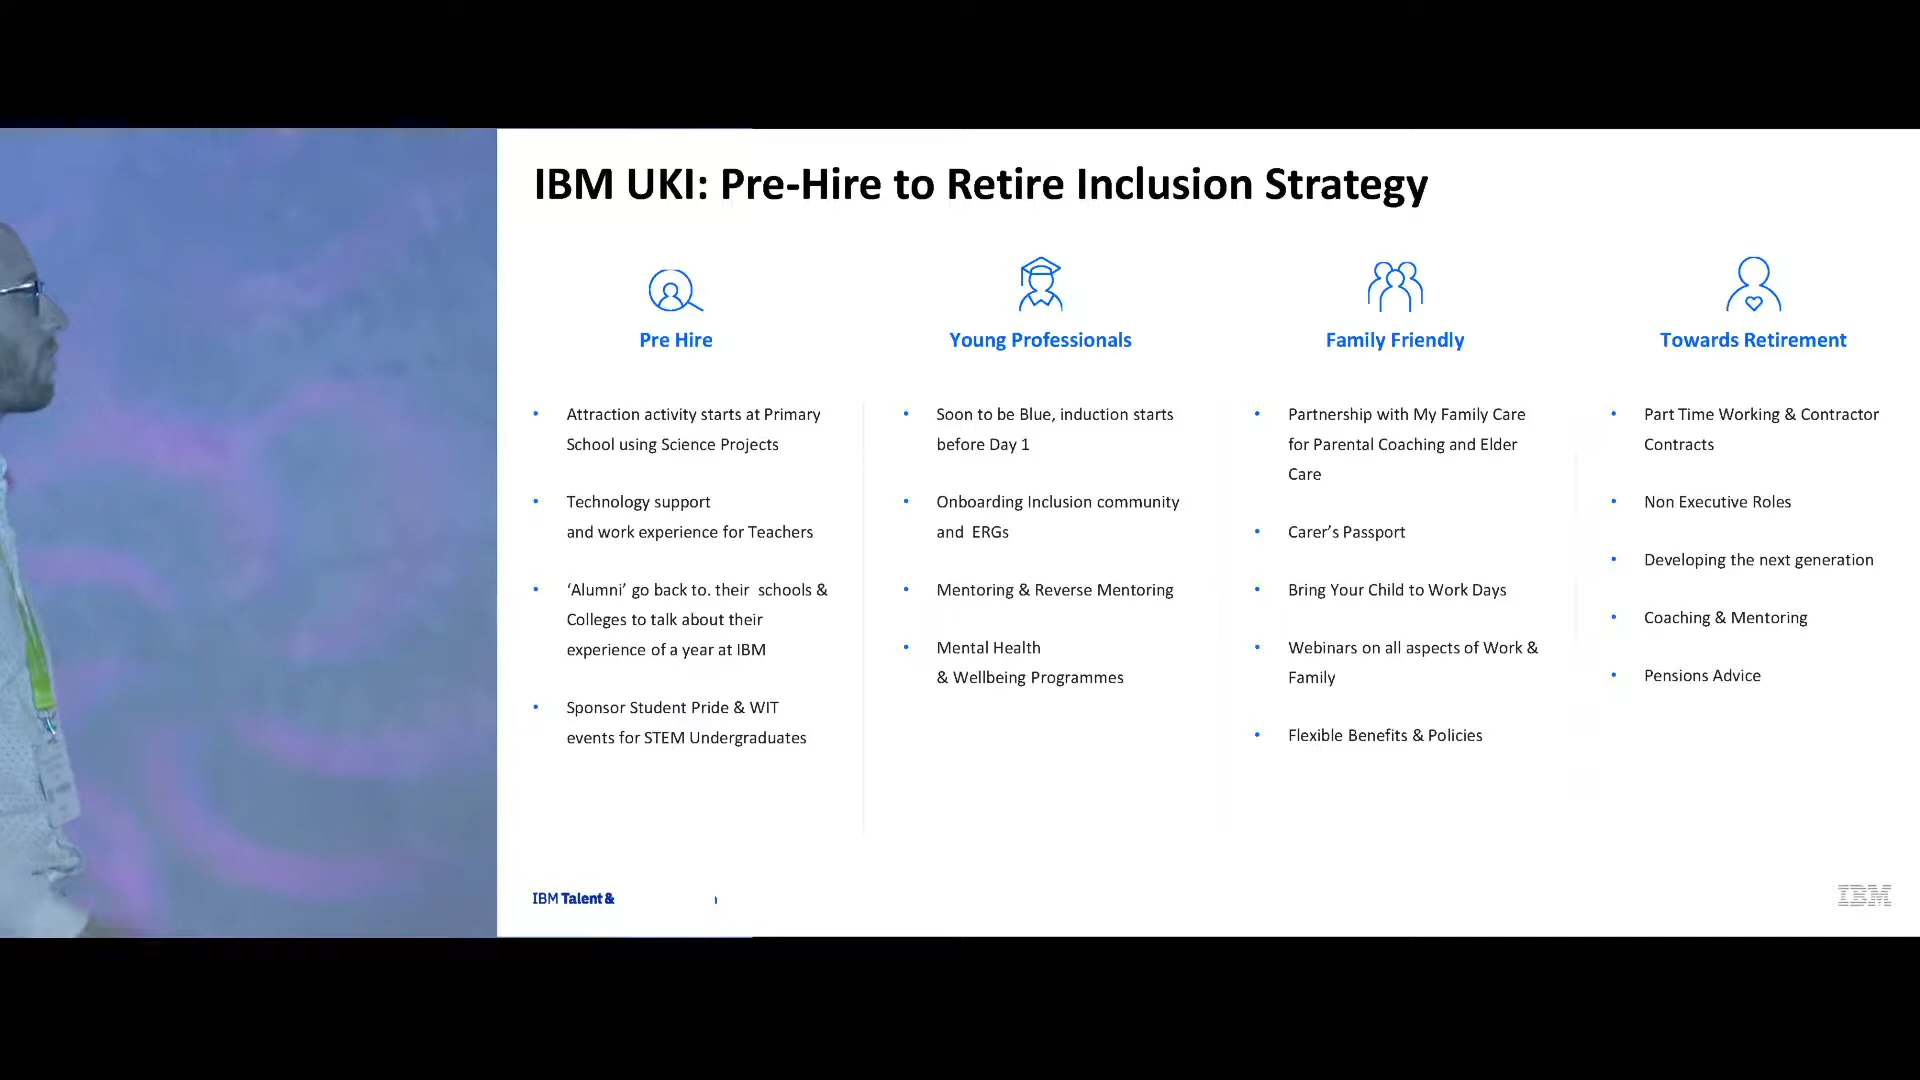 IBM UKI: Pre-Hire to Retire Inclusion Strategy
Pre Hire
Attraction activity starts at Primary
School using Science Projects
Technology support
and work experience for Teachers
‘Alumni’ go back to. their schools &
Colleges to talk about their
experience of a year at IBM
Sponsor Student Pride & WIT
events for STEM Undergraduates
Young Professionals
Soon to be Blue, induction starts
before Day 1
Onboarding Inclusion community
and ERGs
Mentoring & Reverse Mentoring
Mental Health
& Wellbeing Programmes
Family Friendly
Partnership with My Family Care
for Parental Coaching and Elder
Care
Carer’s Passport
Bring Your Child to Work Days
Webinars on all aspects of Work &
Family
Flexible Benefits & Policies
Towards Retirement
Part Time Working & Contractor
Contracts
Non Executive Roles
Developing the next generation
Coaching & Mentoring
Pensions Advice
IBM Talent &
IBM